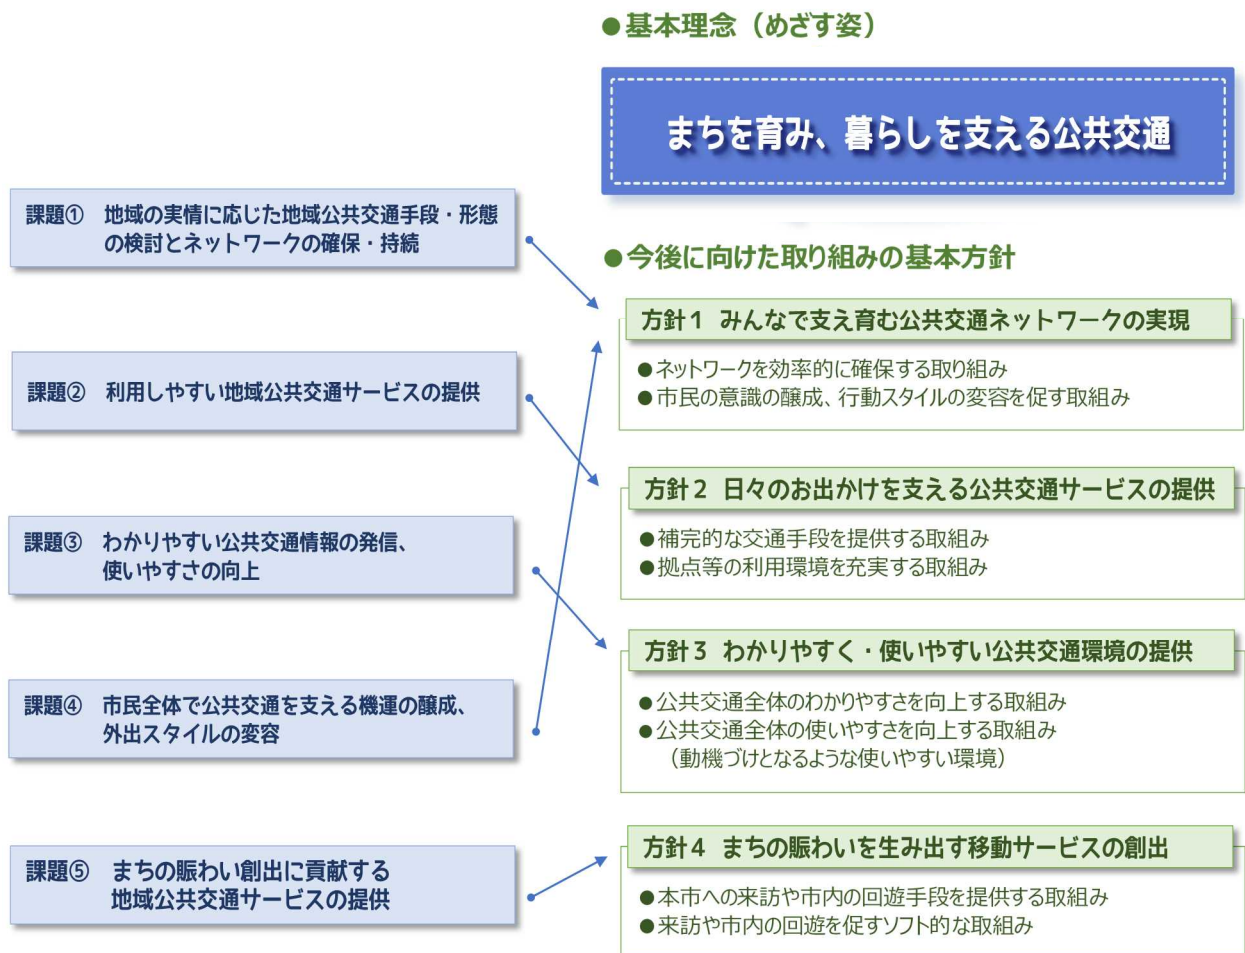 ●基本理念（めざす姿）
まちを育み、暮らしを支える公共交通
課題① 地域の実情に応じた地域公共交通手段・形態
の検討とネットワークの確保・持続
課題② 利用しやすい地域公共交通サービスの提供
課題③ わかりやすい公共交通情報の発信、
使いやすさの向上
課題④ 市民全体で公共交通を支える機運の醸成、
外出スタイルの変容
課題⑤ まちの賑わい創出に貢献する
地域公共交通サービスの提供
●今後に向けた取り組みの基本方針
方針１ みんなで支え育む公共交通ネットワークの実現
●ネットワークを効率的に確保する取り組み
●市民の意識の醸成、行動スタイルの変容を促す取組み
方針２ 日々のお出かけを支える公共交通サービスの提供
●補完的な交通手段を提供する取組み
●拠点等の利用環境を充実する取組み
方針３ わかりやすく・使いやすい公共交通環境の提供
●公共交通全体のわかりやすさを向上する取組み
●公共交通全体の使いやすさを向上する取組み
（動機づけとなるような使いやすい環境）
方針４ まちの賑わいを生み出す移動サービスの創出
●本市への来訪や市内の回遊手段を提供する取組み
●来訪や市内の回遊を促すソフト的な取組み